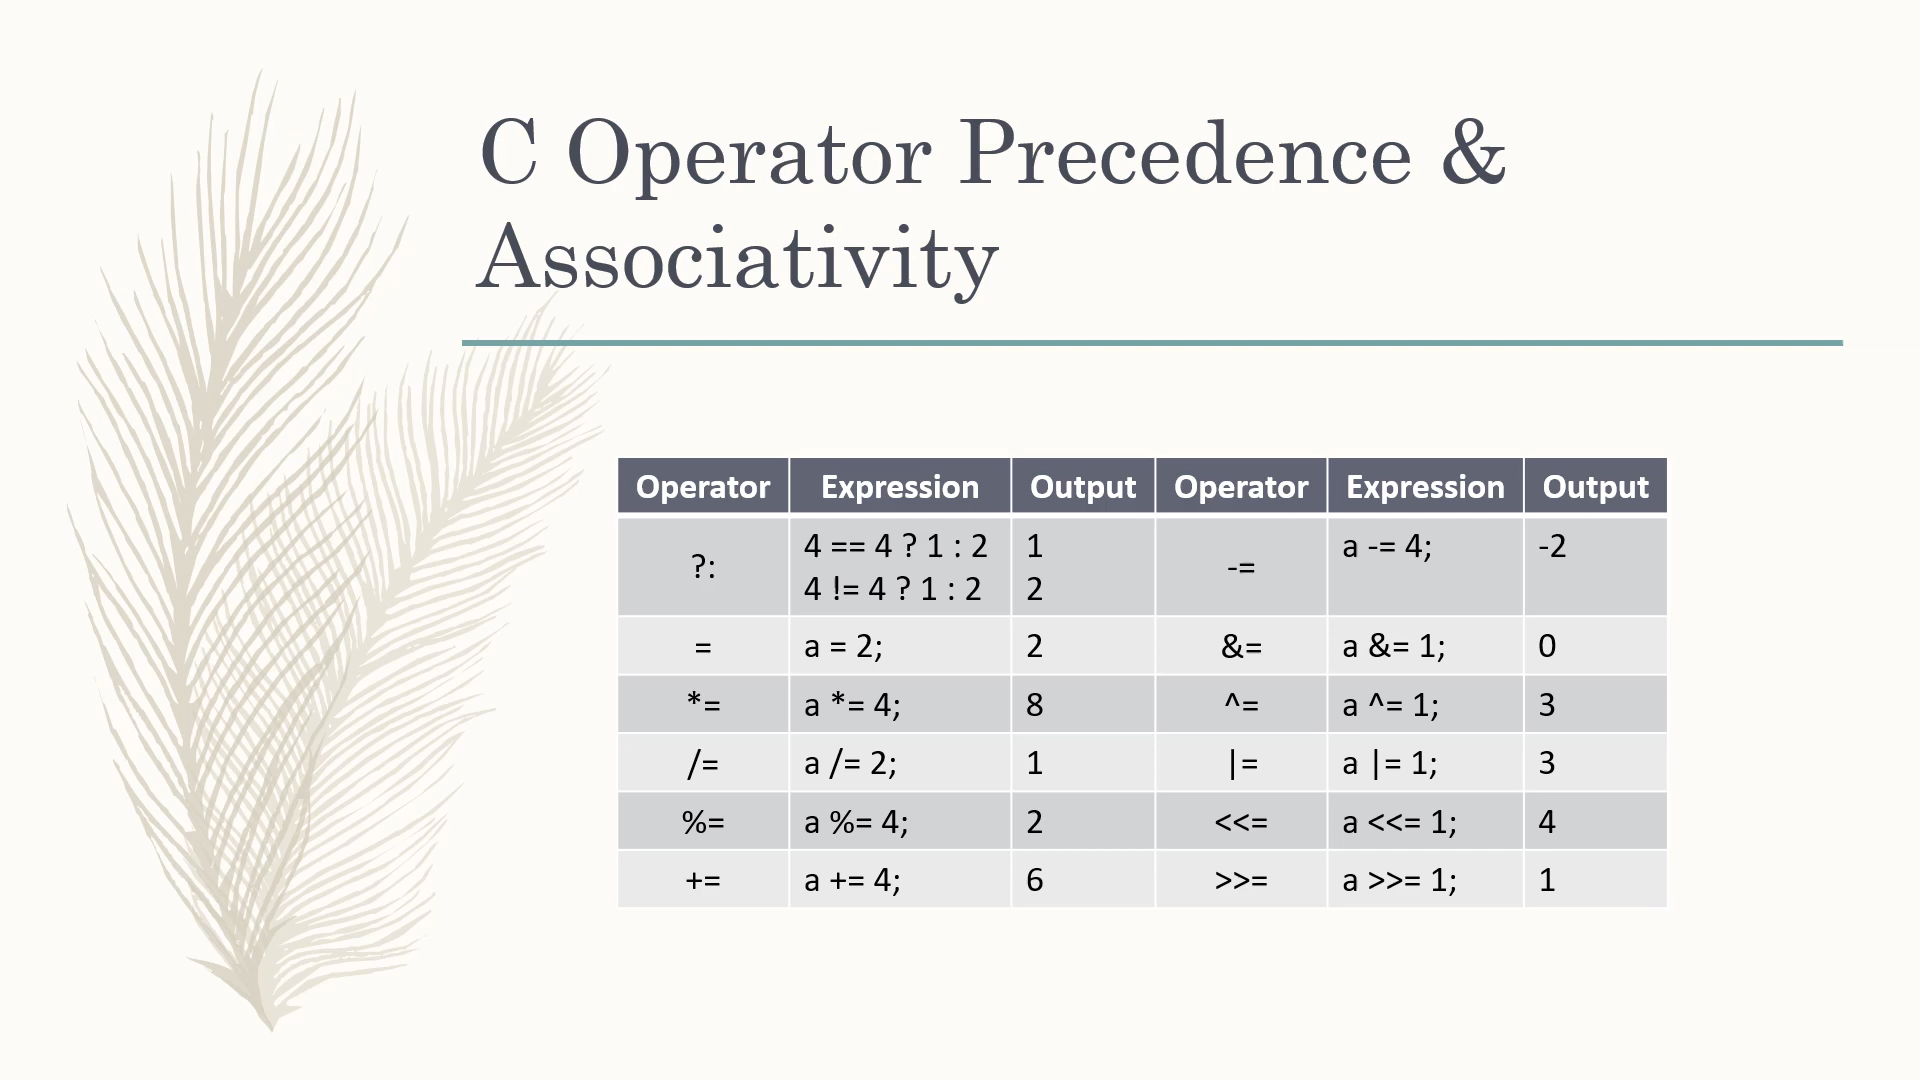 C Operator Precedence &
Associativity
Operator Expression Output Operator Expression Output
?: 4 == 4 ? 1 : 2 1 -= a -= 4; -2
4 != 4 ? 1 : 2 2
= a = 2; 2 &= a &= 1; 0
*= a *= 4; 8 ^= a ^= 1; 3
/= a /= 2; 1 |= a |= 1; 3
%= a %= 4; 2 <<= a <<= 1; 4
+= a += 4; 6 >>= a >>= 1; 1